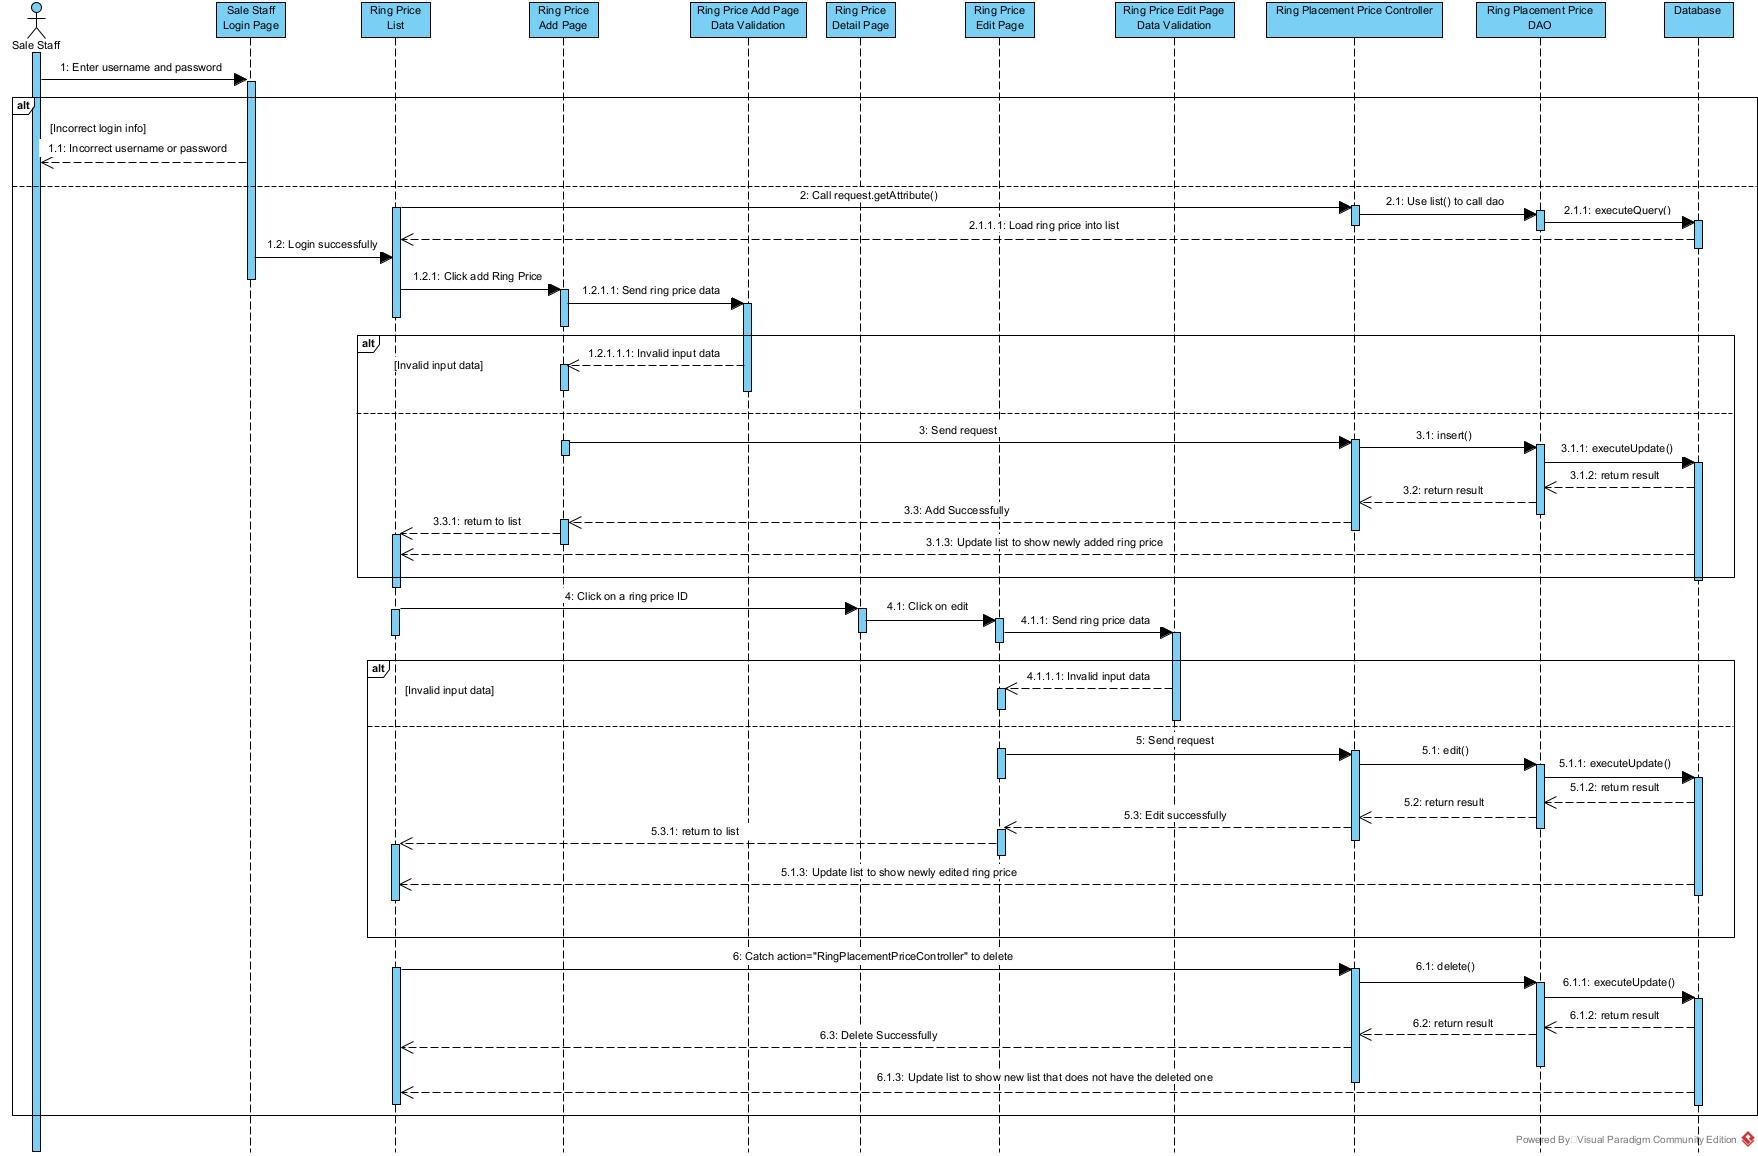 Sale Staff
Sale Staff
Login Page
Ring Price
List
Ring Price
Add Page
Ring Price Add Page
Data Validation
Ring Price
Detail Page
Ring Price
Edit Page
Ring Price Edit Page
Data Validation
Ring Placement Price Controller
Ring Placement Price
DAO
Database
1: Enter username and password
alt
[Incorrect login info]
1.1: Incorrect username or password
2: Call request.getAttribute()
2.1: Use list() to call dao
2.1.1: executeQuery()
2.1.1.1: Load ring price into list
1.2: Login successfully
1.2.1: Click add Ring Price
1.2.1.1: Send ring price data
alt
1.2.1.1.1: Invalid input data
[Invalid input data]
3: Send request
3.1: insert()
3.1.1: executeUpdate()
3.1.2: return result
3.2: return result
3.3: Add Successfully
3.3.1: return to list
3.1.3: Update list to show newly added ring price
4: Click on a ring price ID
4.1: Click on edit
4.1.1: Send ring price data
alt
4.1.1.1: Invalid input data
[Invalid input data]
5: Send request
5.1: edit()
5.1.1: executeUpdate()
5.1.2: return result
5.2: return result
5.3: Edit successfully
5.3.1: return to list
5.1.3: Update list to show newly edited ring price
6: Catch action="RingPlacementPriceController" to delete
6.1: delete()
6.1.1: executeUpdate()
6.1.2: return result
6.2: return result
6.3: Delete Successfully
6.1.3: Update list to show new list that does not have the deleted one
Powered By Visual Paradigm Community Edition